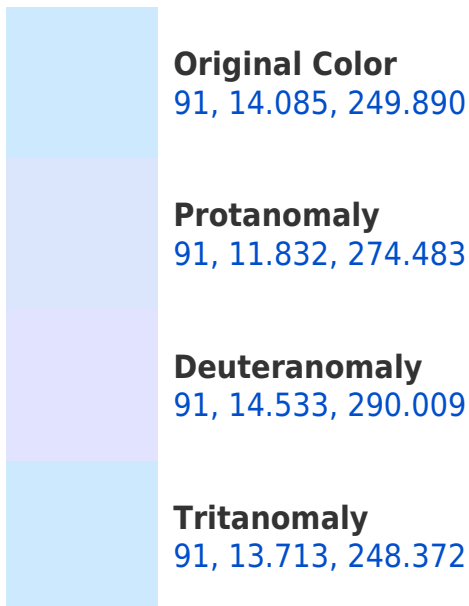 Original Color
91, 14.085, 249.890
Protanomaly
91, 11.832, 274.483
Deuteranomaly
91, 14.533, 290.009
Tritanomaly
91, 13.713, 248.372